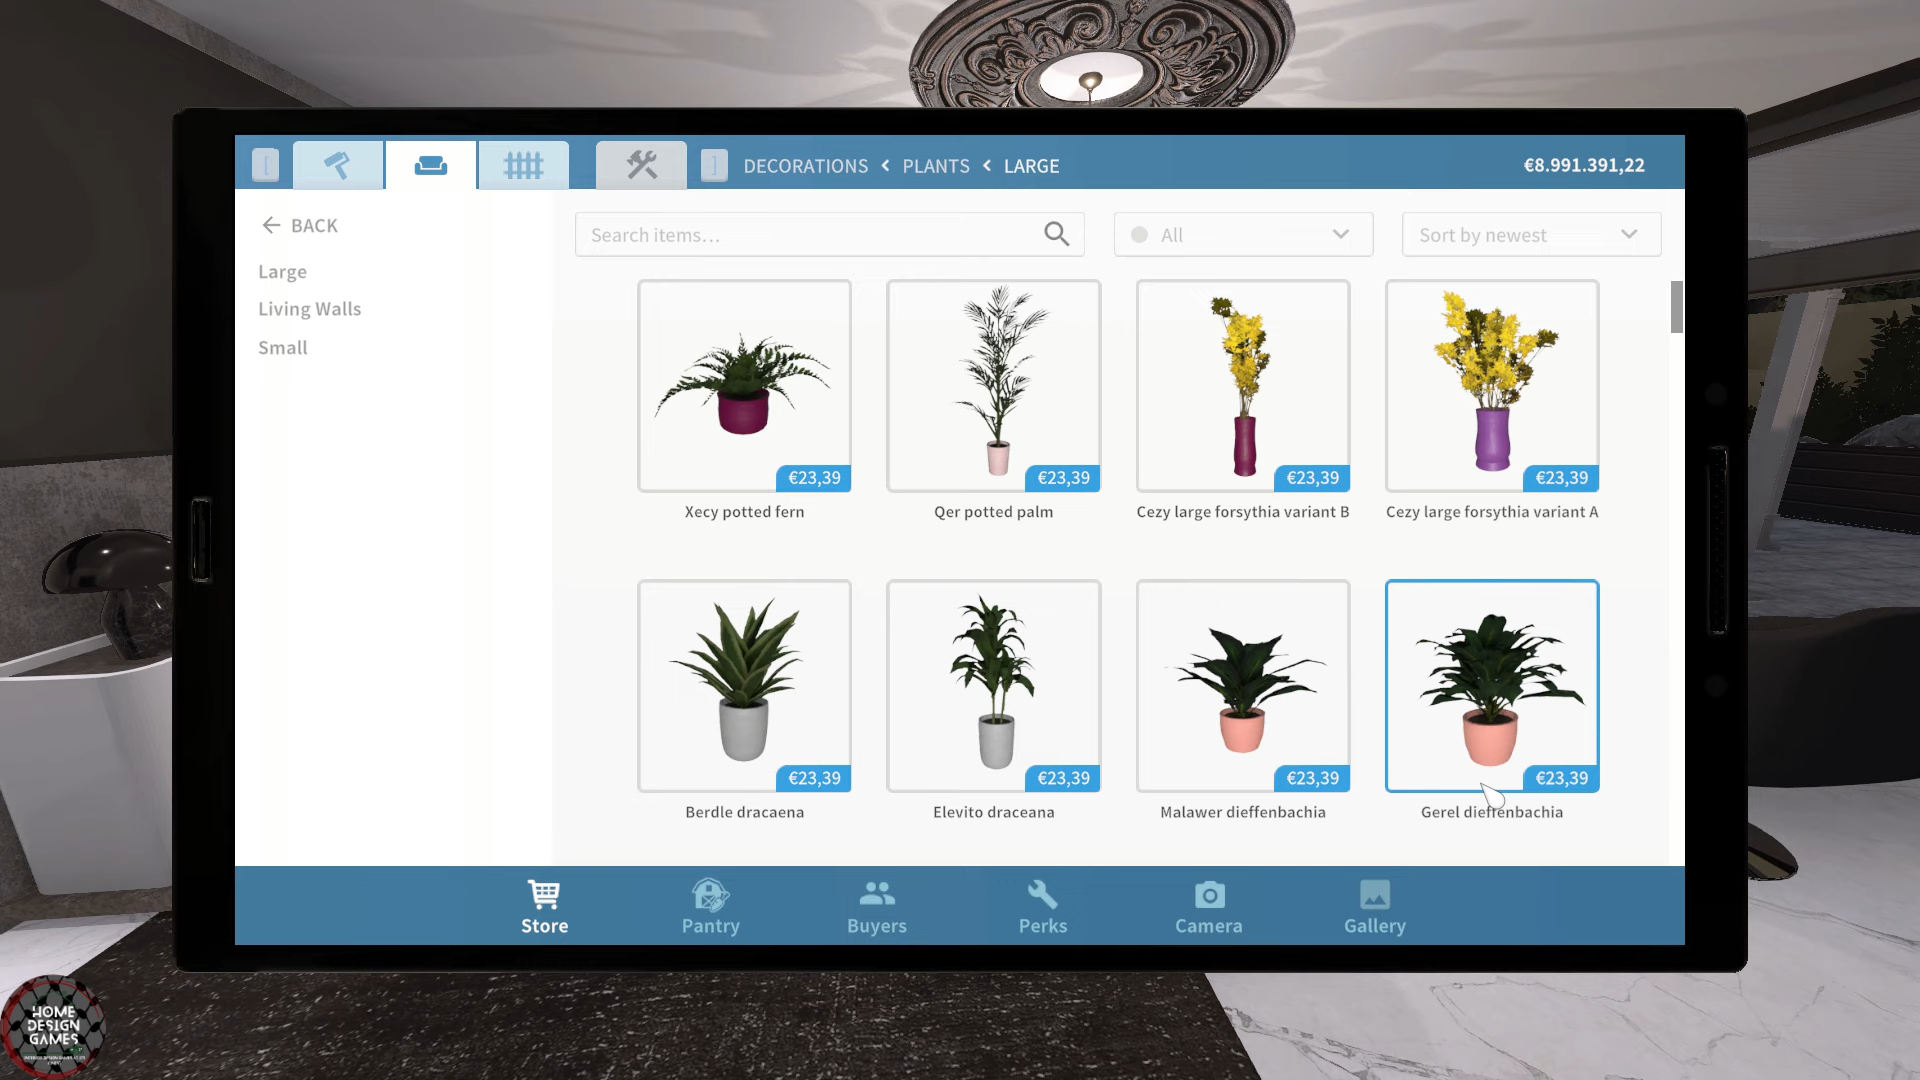 [
]
DECORATIONS < PLANTS < LARGE
€8.991.391,22
BACK
Large
Living Walls
Small
Search items...
All
Sort by newest
€23,39
€23,39
€23,39
€23,39
Xecy potted fern
Qer potted palm
Cezy large forsythia variant B
Cezy large forsythia variant A
€23,39
€23,39
€23,39
€23,39
Berdle dracaena
Elevito draceana
Malawer dieffenbachia
Gerel dieffenbachia
Store
Pantry
Buyers
Perks
Camera
Gallery
HOME
DESIGN
GAMES